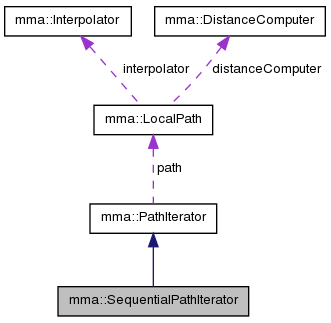 mma::Interpolator
mma::DistanceComputer
interpolator
distanceComputer
mma::LocalPath
path
mma::PathIterator
mma::SequentialPathIterator